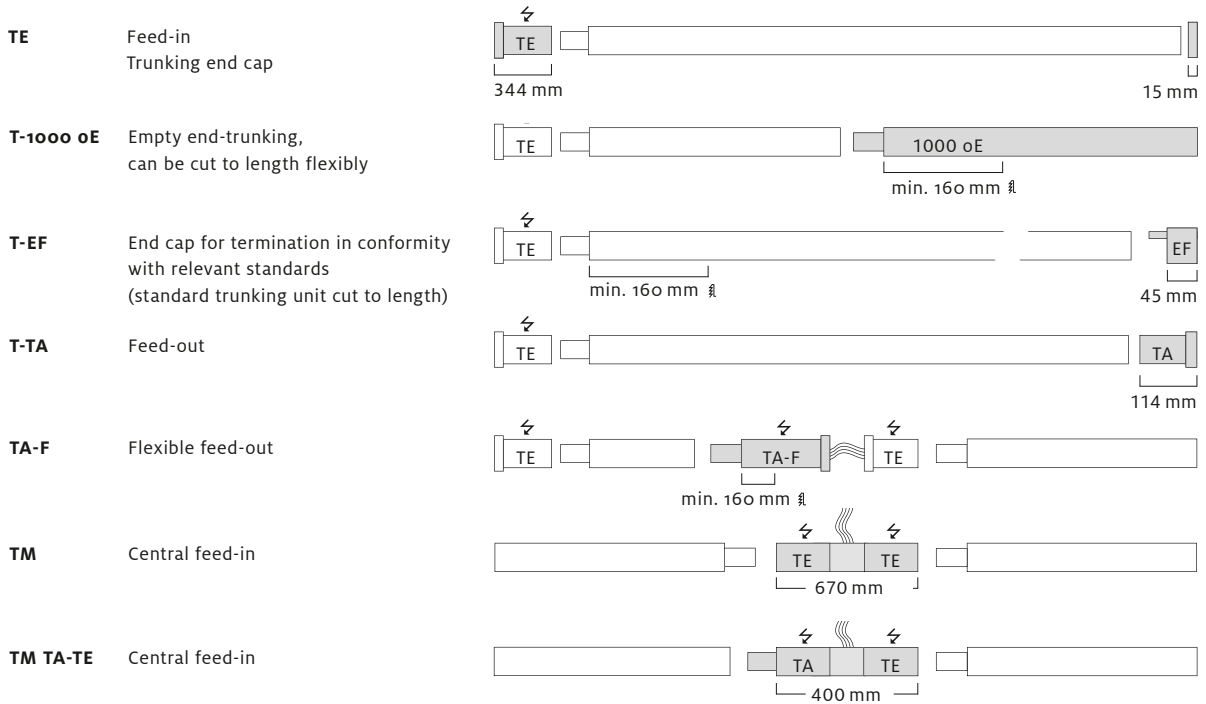 TE Feed-in TE
Trunking end cap
344 mm 15 mm
T-1000 oE Empty end-trunking, TE 1000 oE
can be cut to length flexibly
min. 160 mm
T-EF End cap for termination in conformity TE EF
with relevant standards
(standard trunking unit cut to length) min. 160 mm 45 mm
T-TA Feed-out TE TA
114 mm
TA-F Flexible feed-out TE TA-F TE
min. 160 mm
TM Central feed-in TE TE
670 mm
TM TA-TE Central feed-in TA TE
400 mm